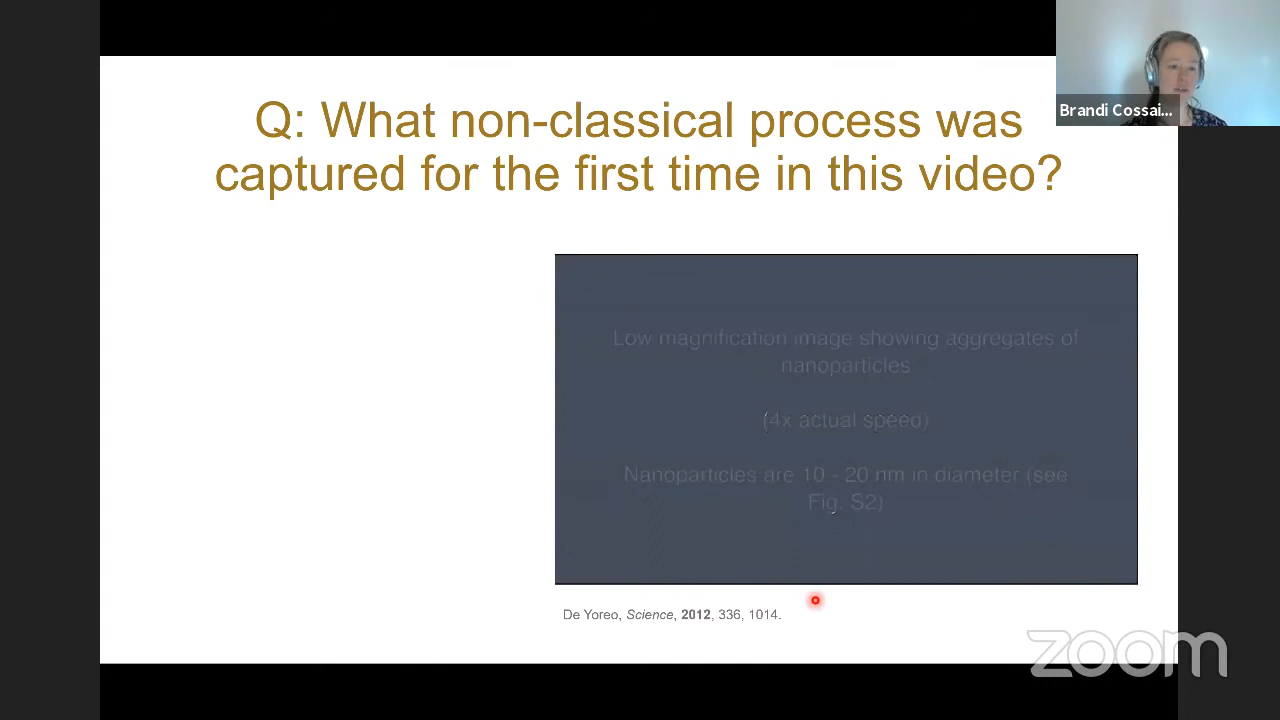 Q: What non-classical process was
captured for the first time in this video?
Brandi Cossai...
Low magnification image showing aggregates of
nanoparticles
(4x actual speed)
Nanoparticles are 10 - 20 nm in diameter (see
Fig. S2)
De Yoreo, Science, 2012, 336, 1014.
zoom